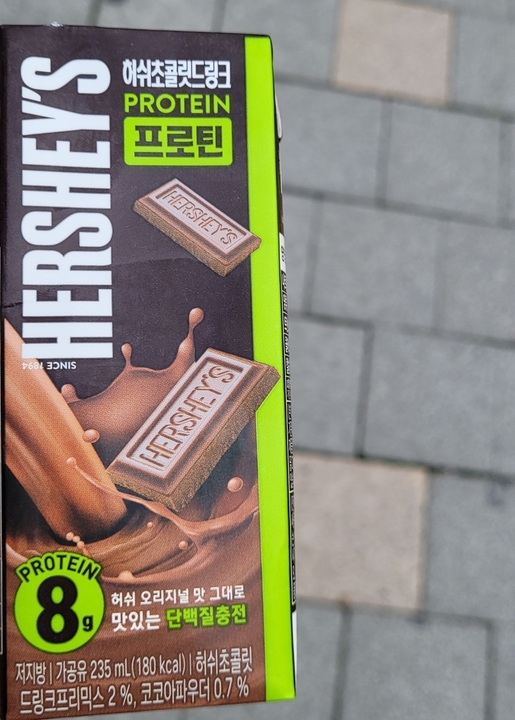 허쉬초콜릿드링크
PROTEIN
프로틴
HERSHEY'S
SINCE 1894
HERSHEY'S
HERSHEY'S
PROTEIN
8g
허쉬 오리지널 맛 그대로
맛있는 단백질충전
저지방 | 가공유 235 mL(180 kcal) | 허쉬초콜릿
드링크프리믹스 2 %, 코코아파우더 0.7 %